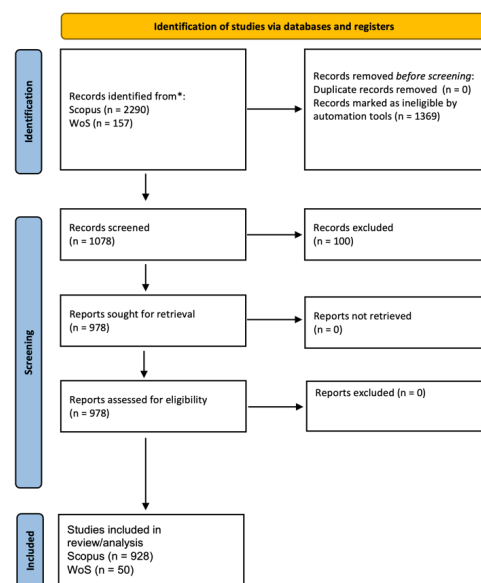 Identification of studies via databases and registers
Identification
Records identified from*:
Scopus (n = 2290)
WoS (n = 157)
Records removed before screening:
Duplicate records removed (n = 0)
Records marked as ineligible by
automation tools (n = 1369)
Screening
Records screened
(n = 1078)
Records excluded
(n = 100)
Reports sought for retrieval
(n = 978)
Reports not retrieved
(n = 0)
Reports assessed for eligibility
(n = 978)
Reports excluded (n = 0)
Included
Studies included in
review/analysis
Scopus (n = 928)
WoS (n = 50)